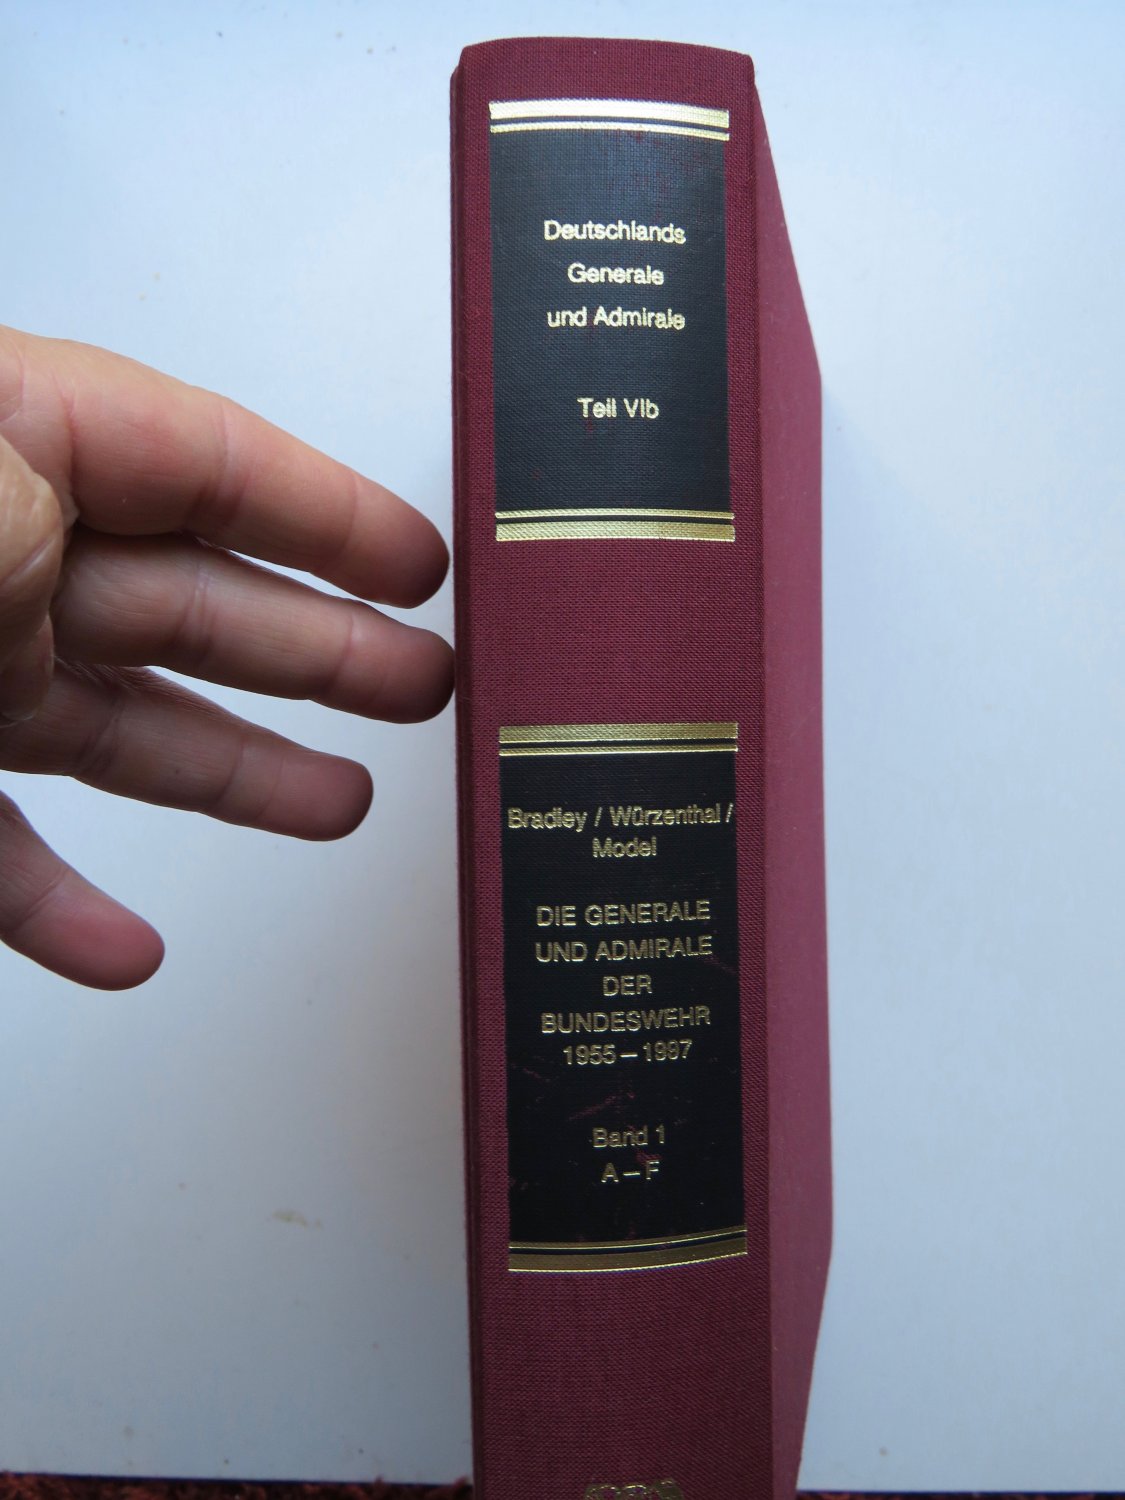 Deutschlands
Generale
und Admirale
Teil VIb
Bradley / Würzenthal /
Model
DIE GENERALE
UND ADMIRALE
DER
BUNDESWEHR
1955 – 1997
Band 1
A – F